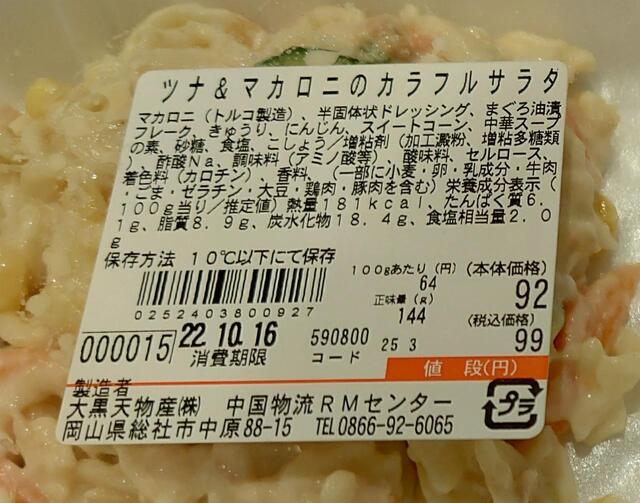 ツナ＆マカロニのカラフルサラダ
マカロニ（トルコ製造）、半固体状ドレッシング、まぐろ油漬
フレーク、きゅうり、にんじん、スイートコーン、中華スープ
の素、砂糖、食塩、こしょう／増粘剤（加工澱粉、増粘多糖類
）、酢酸Ｎａ、調味料（アミノ酸等）、酸味料、セルロース、
着色料（カロチン）、香料、（一部に小麦・卵・乳成分・牛肉
・ごま・ゼラチン・大豆・鶏肉・豚肉を含む）栄養成分表示（
１００ｇ当り／推定値）熱量１８１ｋｃａｌ、たんぱく質６．
１ｇ、脂質８．９ｇ、炭水化物１８．４ｇ、食塩相当量２．０
ｇ
保存方法 １０℃以下にて保存
100gあたり（円） (本体価格)
64 92
0252403800927
正味量（g） (税込価格)
144 99
000015 22.10.16 590800 25 3
消費期限 コード
値 段(円)
製造者
大黒天物産㈱ 中国物流ＲＭセンター
岡山県総社市中原88-15 TEL0866-92-6065
プラ